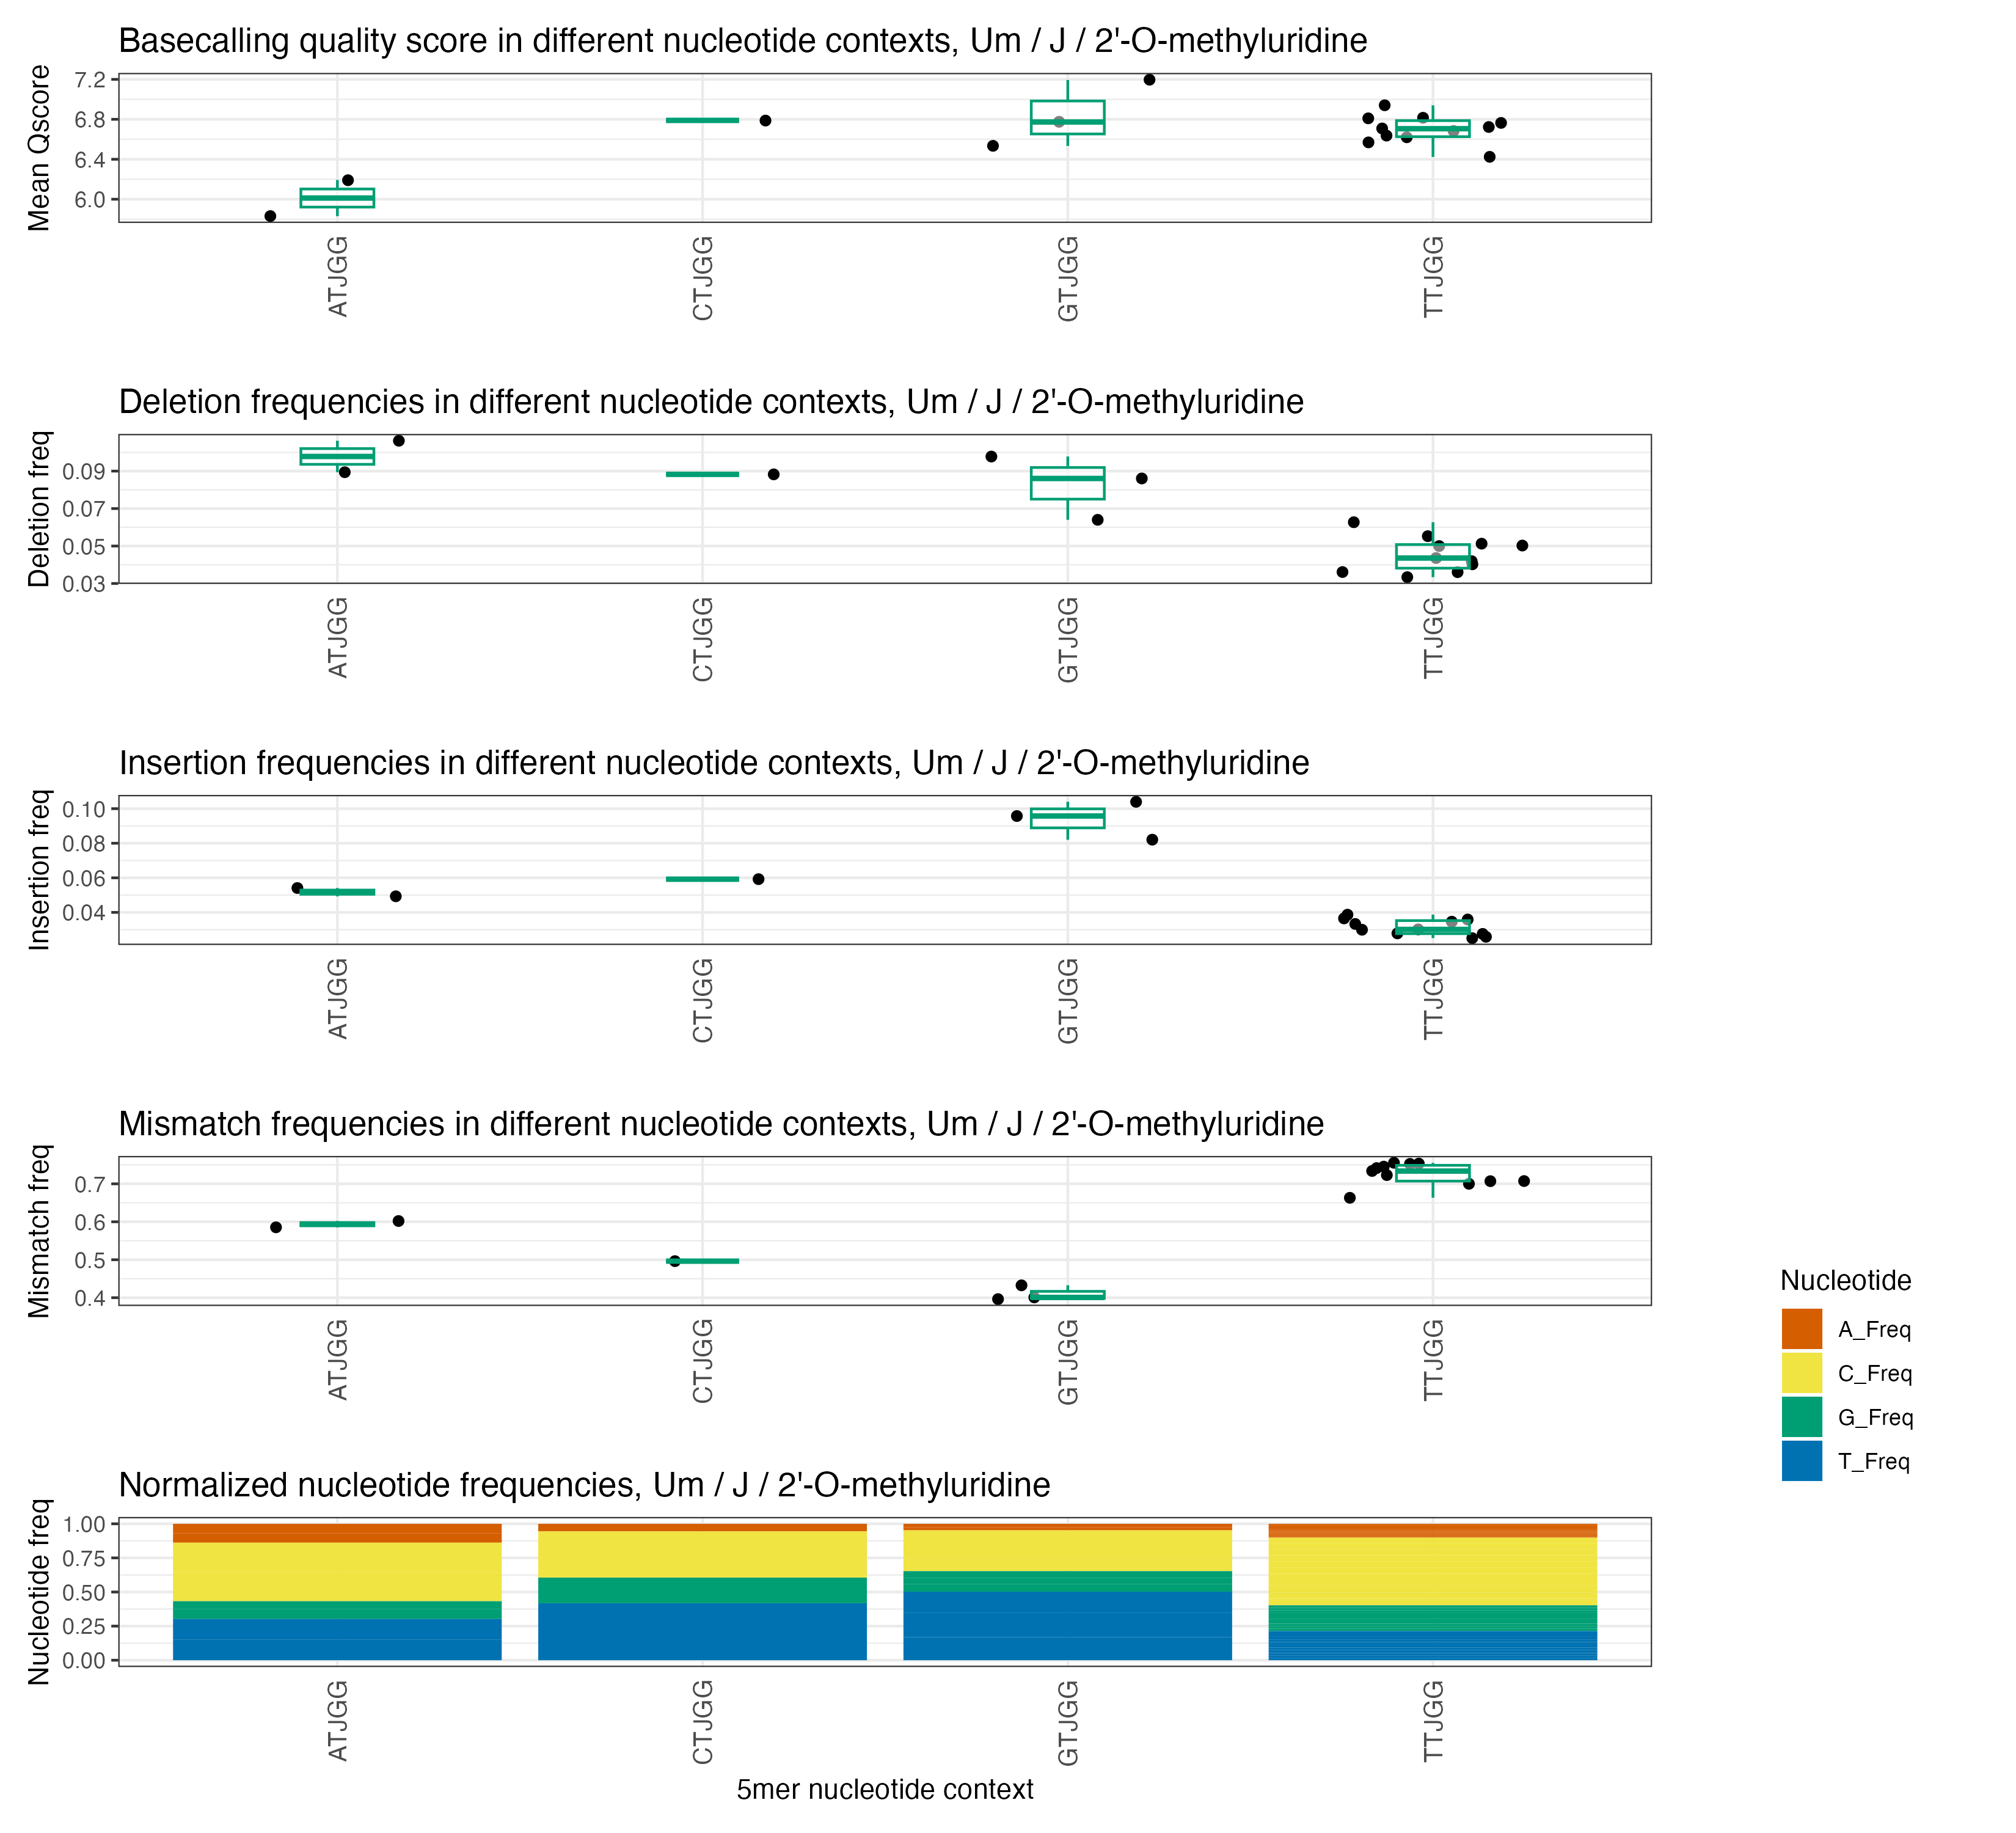 Basecalling quality score in different nucleotide contexts, Um / J / 2'-O-methyluridine
Mean Qscore
7.2
6.8
6.4
6.0
ATJGG
CTJGG
GTJGG
TTJGG
Deletion frequencies in different nucleotide contexts, Um / J / 2'-O-methyluridine
Deletion freq
0.09
0.07
0.05
0.03
ATJGG
CTJGG
GTJGG
TTJGG
Insertion frequencies in different nucleotide contexts, Um / J / 2'-O-methyluridine
Insertion freq
0.10
0.08
0.06
0.04
ATJGG
CTJGG
GTJGG
TTJGG
Mismatch frequencies in different nucleotide contexts, Um / J / 2'-O-methyluridine
Mismatch freq
0.7
0.6
0.5
0.4
ATJGG
CTJGG
GTJGG
TTJGG
Nucleotide
A_Freq
C_Freq
G_Freq
T_Freq
Normalized nucleotide frequencies, Um / J / 2'-O-methyluridine
Nucleotide freq
1.00
0.75
0.50
0.25
0.00
ATJGG
CTJGG
GTJGG
TTJGG
5mer nucleotide context